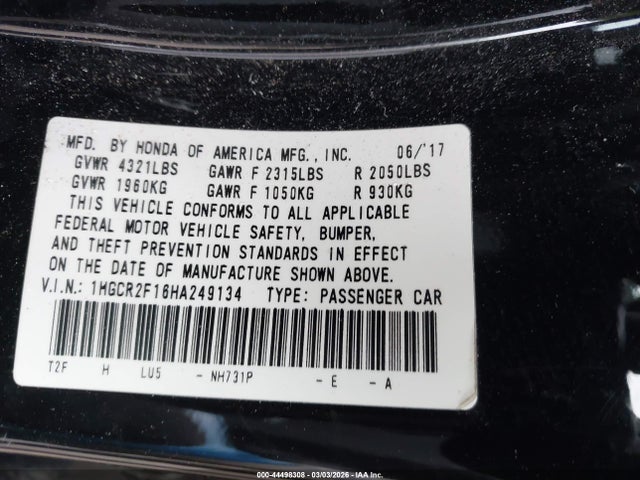 MFD. BY HONDA OF AMERICA MFG., INC. 06/'17
GVWR 4321LBS GAWR F 2315LBS R 2050LBS
GVWR 1960KG GAWR F 1050KG R 930KG
THIS VEHICLE CONFORMS TO ALL APPLICABLE
FEDERAL MOTOR VEHICLE SAFETY, BUMPER,
AND THEFT PREVENTION STANDARDS IN EFFECT
ON THE DATE OF MANUFACTURE SHOWN ABOVE.
V.I.N.: 1HGCR2F16HA249134 TYPE: PASSENGER CAR
T2F H LU5 - NH731P - E - A
000-44498308 - 03/03/2026 - IAA Inc.